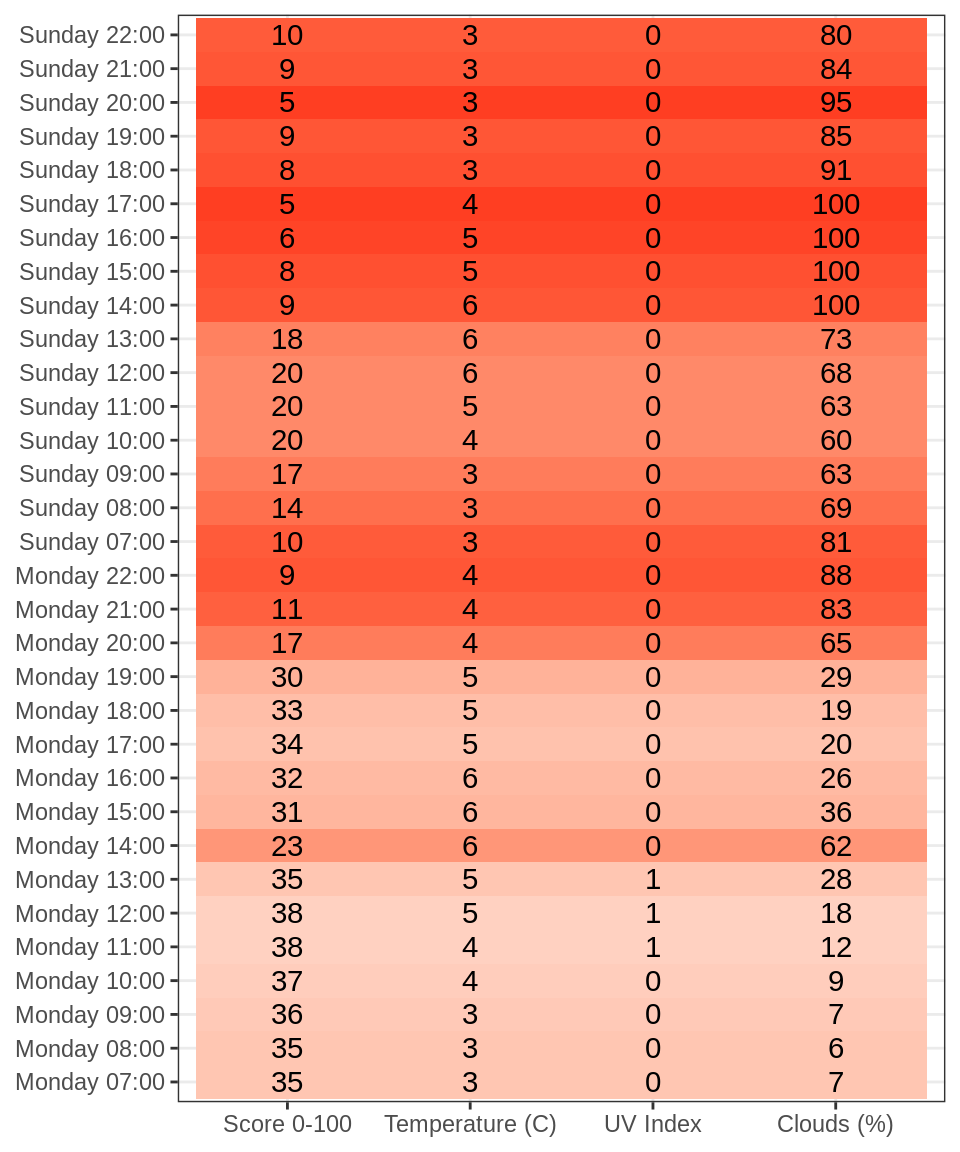 Sunday 22:00 10 3 0 80
Sunday 21:00 9 3 0 84
Sunday 20:00 5 3 0 95
Sunday 19:00 9 3 0 85
Sunday 18:00 8 3 0 91
Sunday 17:00 5 4 0 100
Sunday 16:00 6 5 0 100
Sunday 15:00 8 5 0 100
Sunday 14:00 9 6 0 100
Sunday 13:00 18 6 0 73
Sunday 12:00 20 6 0 68
Sunday 11:00 20 5 0 63
Sunday 10:00 20 4 0 60
Sunday 09:00 17 3 0 63
Sunday 08:00 14 3 0 69
Sunday 07:00 10 3 0 81
Monday 22:00 9 4 0 88
Monday 21:00 11 4 0 83
Monday 20:00 17 4 0 65
Monday 19:00 30 5 0 29
Monday 18:00 33 5 0 19
Monday 17:00 34 5 0 20
Monday 16:00 32 6 0 26
Monday 15:00 31 6 0 36
Monday 14:00 23 6 0 62
Monday 13:00 35 5 1 28
Monday 12:00 38 5 1 18
Monday 11:00 38 4 1 12
Monday 10:00 37 4 0 9
Monday 09:00 36 3 0 7
Monday 08:00 35 3 0 6
Monday 07:00 35 3 0 7
Score 0-100 Temperature (C) UV Index Clouds (%)